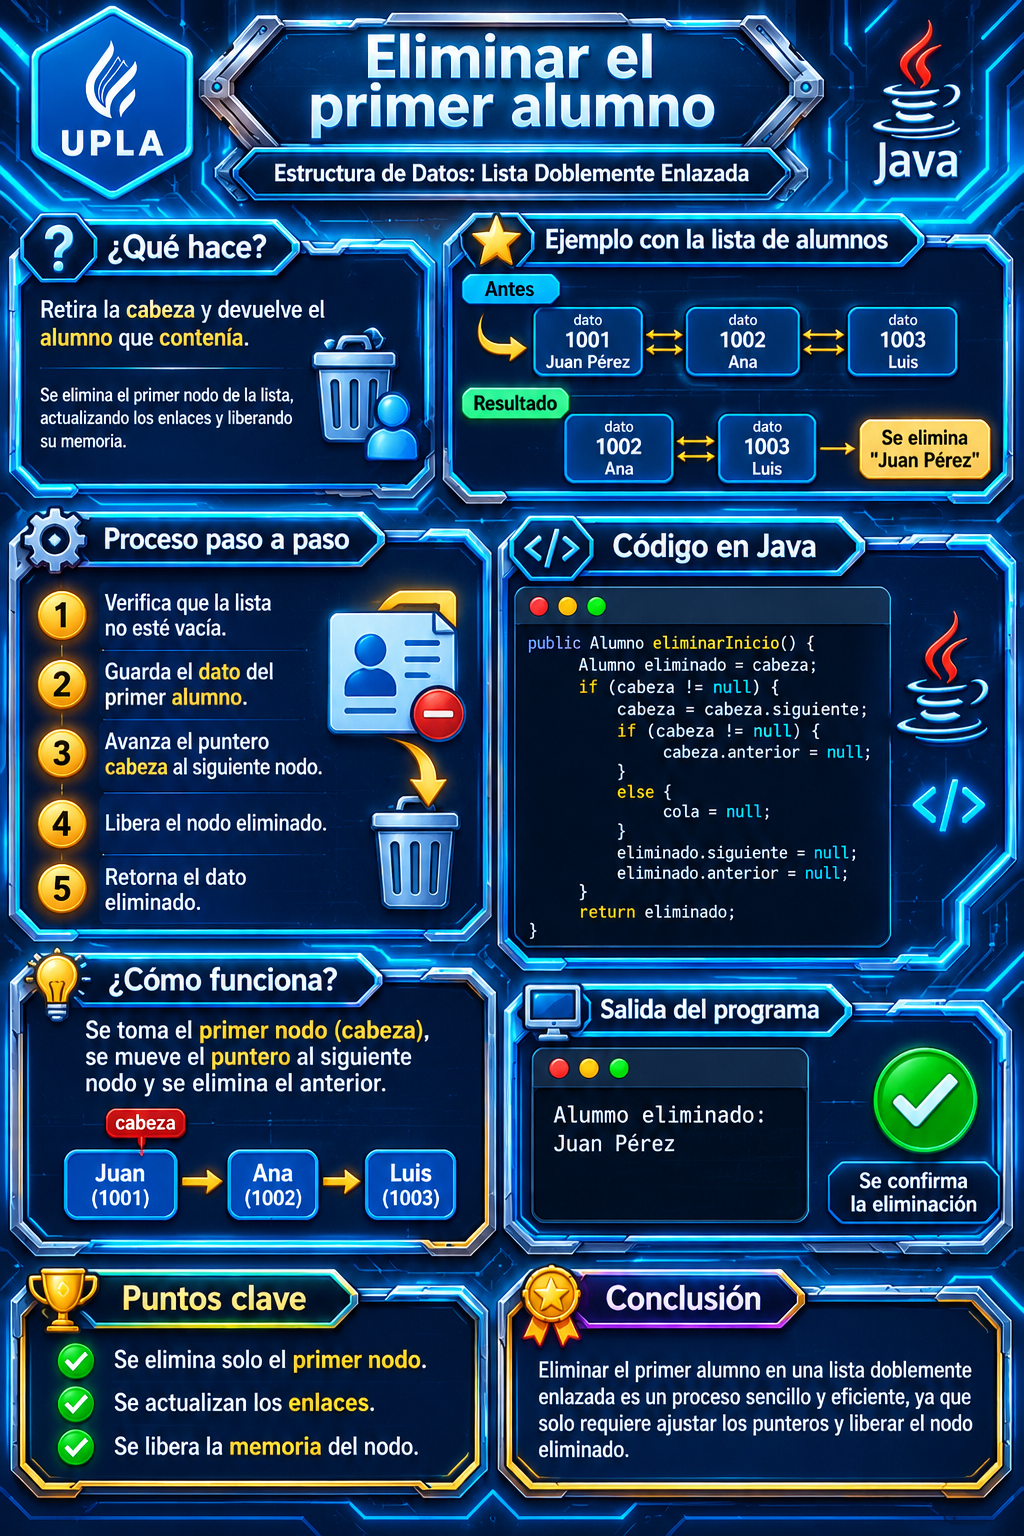 UPLA
Eliminar el
primer alumno
Estructura de Datos: Lista Doblemente Enlazada
Java
?
¿Qué hace?
Retira la cabeza y devuelve el
alumno que contenía.
Se elimina el primer nodo de la lista,
actualizando los enlaces y liberando
su memoria.
Ejemplo con la lista de alumnos
Antes
dato
1001
Juan Pérez
dato
1002
Ana
dato
1003
Luis
Resultado
dato
1002
Ana
dato
1003
Luis
Se elimina
"Juan Pérez"
Proceso paso a paso
1
Verifica que la lista
no esté vacía.
2
Guarda el dato del
primer alumno.
3
Avanza el puntero
cabeza al siguiente nodo.
4
Libera el nodo eliminado.
5
Retorna el dato
eliminado.
</>
Código en Java
public Alumno eliminarInicio() {
Alumno eliminado = cabeza;
if (cabeza != null) {
cabeza = cabeza.siguiente;
if (cabeza != null) {
cabeza.anterior = null;
}
else {
cola = null;
}
eliminado.siguiente = null;
eliminado.anterior = null;
}
return eliminado;
}
</>
¿Cómo funciona?
Se toma el primer nodo (cabeza),
se mueve el puntero al siguiente
nodo y se elimina el anterior.
cabeza
Juan
(1001)
Ana
(1002)
Luis
(1003)
Salida del programa
Alummo eliminado:
Juan Pérez
Se confirma
la eliminación
Puntos clave
Se elimina solo el primer nodo.
Se actualizan los enlaces.
Se libera la memoria del nodo.
Conclusión
Eliminar el primer alumno en una lista doblemente
enlazada es un proceso sencillo y eficiente, ya que
solo requiere ajustar los punteros y liberar el nodo
eliminado.